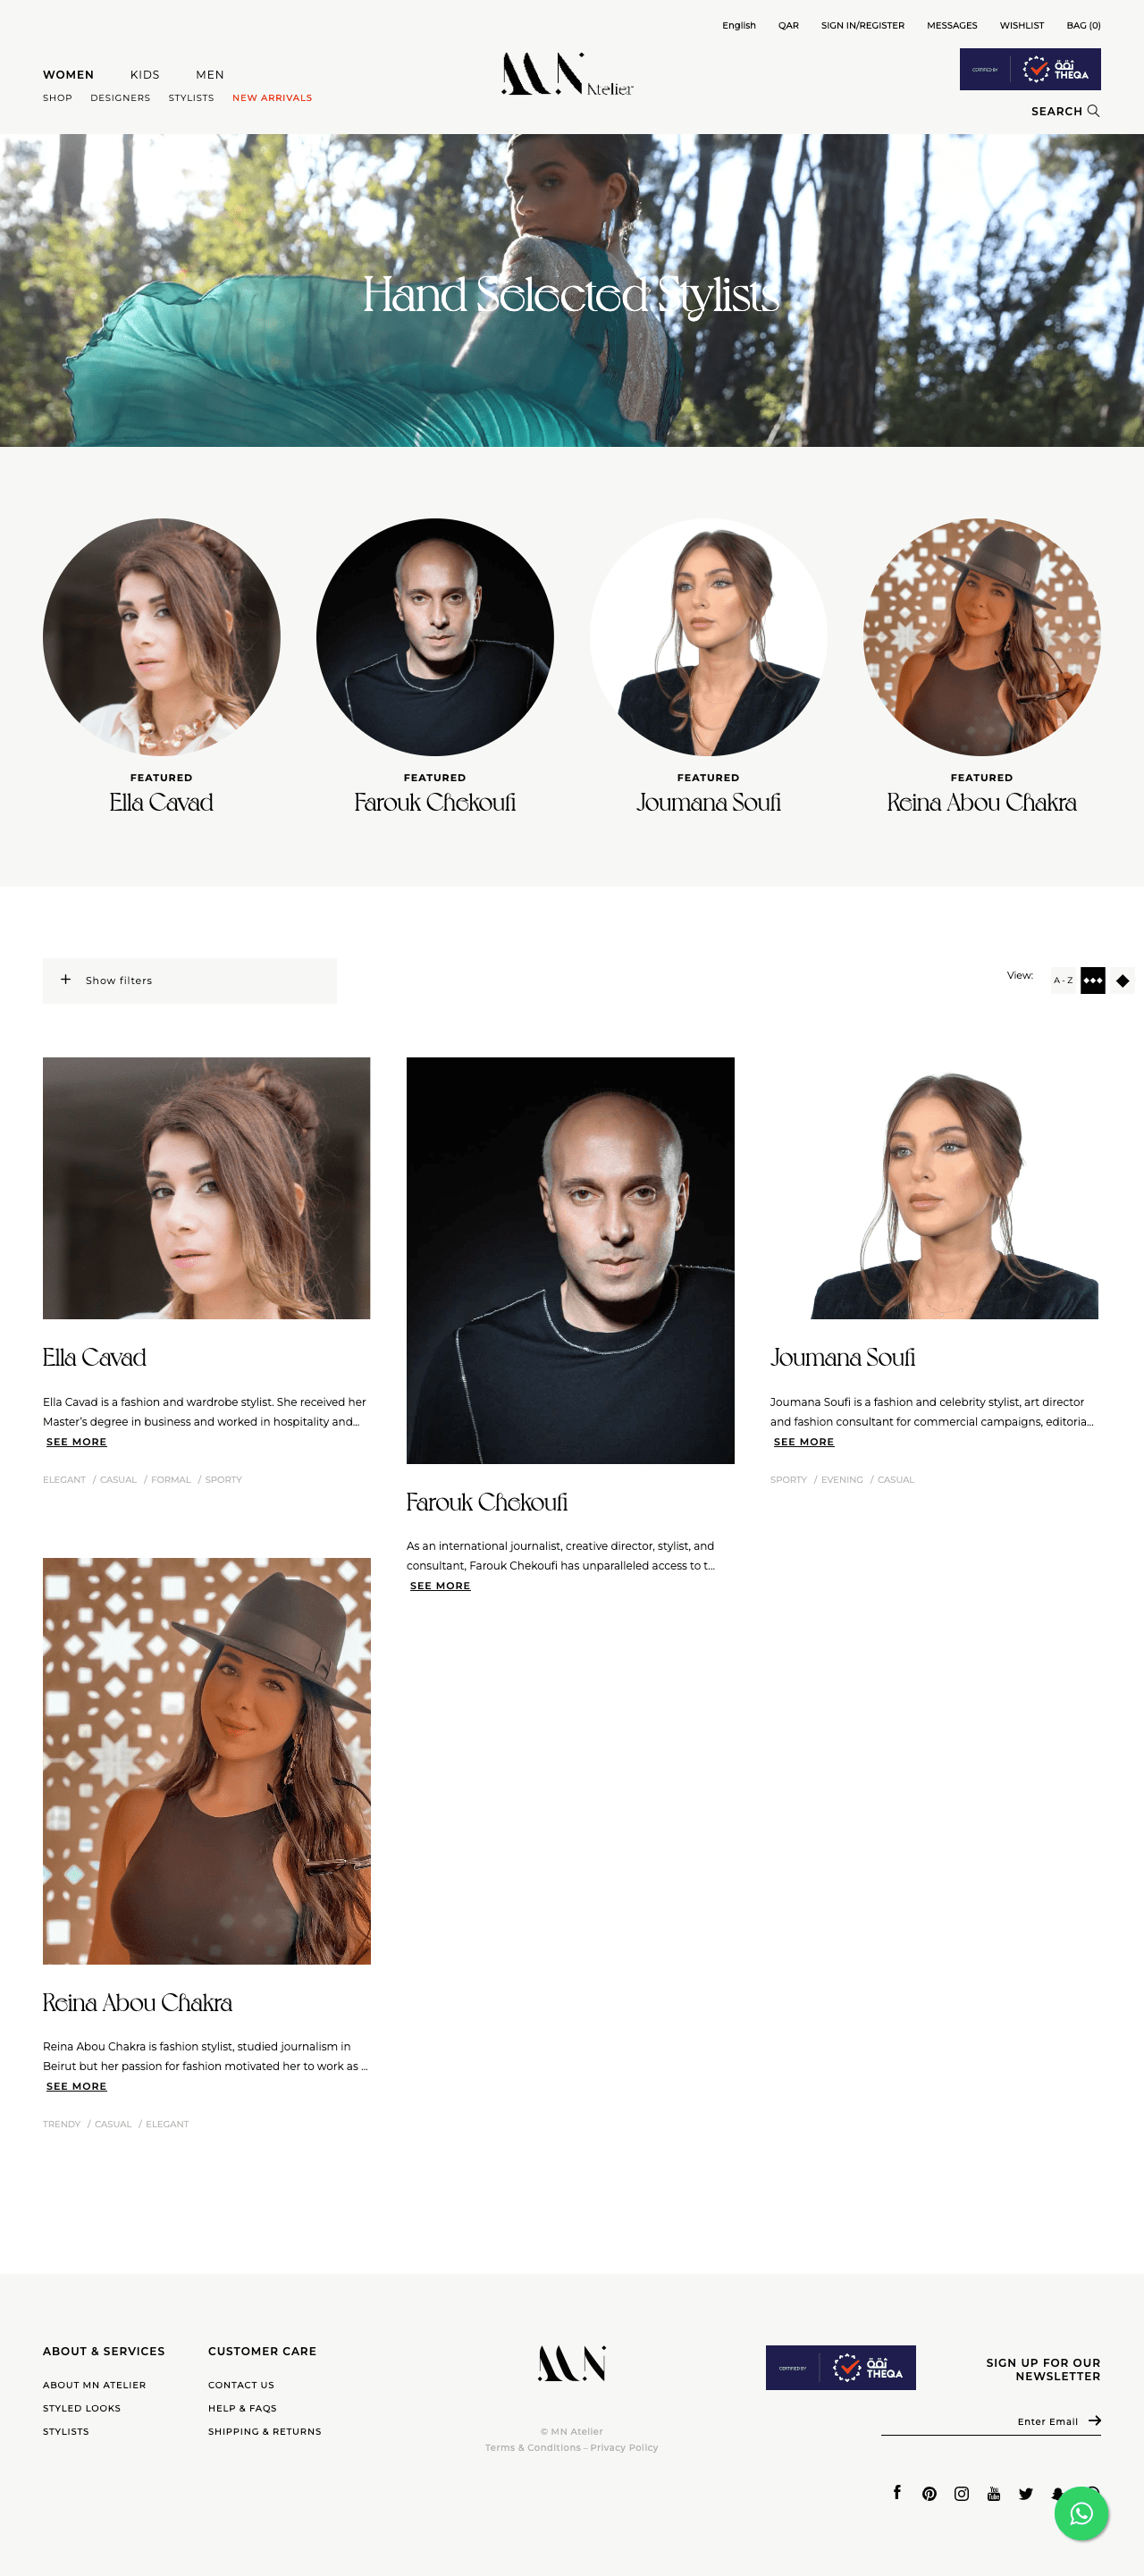 English QAR SIGN IN/REGISTER MESSAGES WISHLIST BAG (0)
WOMEN KIDS MEN
SHOP DESIGNERS STYLISTS NEW ARRIVALS
MN Atelier
CERTIFIED BY
ثقة
THEQA
SEARCH
Hand Selected Stylists
FEATURED
Ella Cavad
FEATURED
Farouk Chekoufi
FEATURED
Joumana Soufi
FEATURED
Reina Abou Chakra
Show filters
View: A - Z
Ella Cavad
Ella Cavad is a fashion and wardrobe stylist. She received her
Master’s degree in business and worked in hospitality and...
SEE MORE
ELEGANT / CASUAL / FORMAL / SPORTY
Farouk Chekoufi
As an international journalist, creative director, stylist, and
consultant, Farouk Chekoufi has unparalleled access to t...
SEE MORE
Joumana Soufi
Joumana Soufi is a fashion and celebrity stylist, art director
and fashion consultant for commercial campaigns, editoria...
SEE MORE
SPORTY / EVENING / CASUAL
Reina Abou Chakra
Reina Abou Chakra is fashion stylist, studied journalism in
Beirut but her passion for fashion motivated her to work as ...
SEE MORE
TRENDY / CASUAL / ELEGANT
ABOUT & SERVICES
ABOUT MN ATELIER
STYLED LOOKS
STYLISTS
CUSTOMER CARE
CONTACT US
HELP & FAQS
SHIPPING & RETURNS
MN
© MN Atelier
Terms & Conditions – Privacy Policy
CERTIFIED BY
ثقة
THEQA
SIGN UP FOR OUR
NEWSLETTER
Enter Email